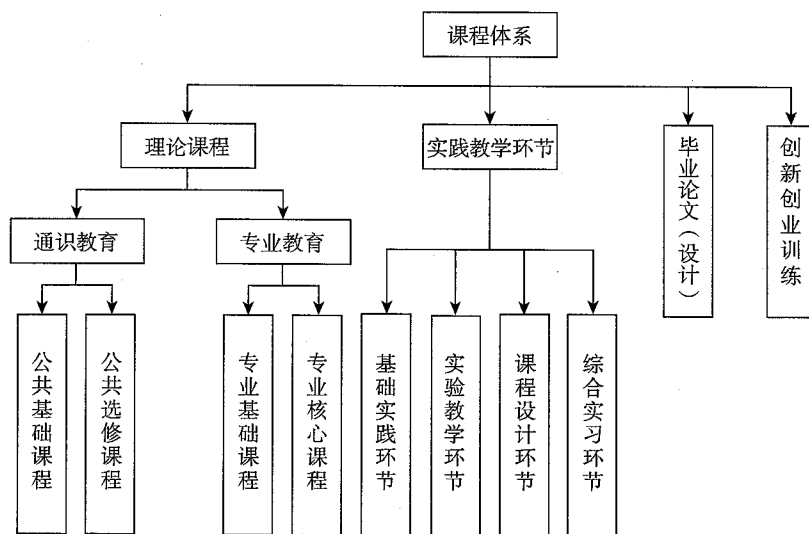 课程体系
理论课程
实践教学环节
毕业论文（设计）
创新创业训练
通识教育
专业教育
公共基础课程
公共选修课程
专业基础课程
专业核心课程
基础实践环节
实验教学环节
课程设计环节
综合实习环节